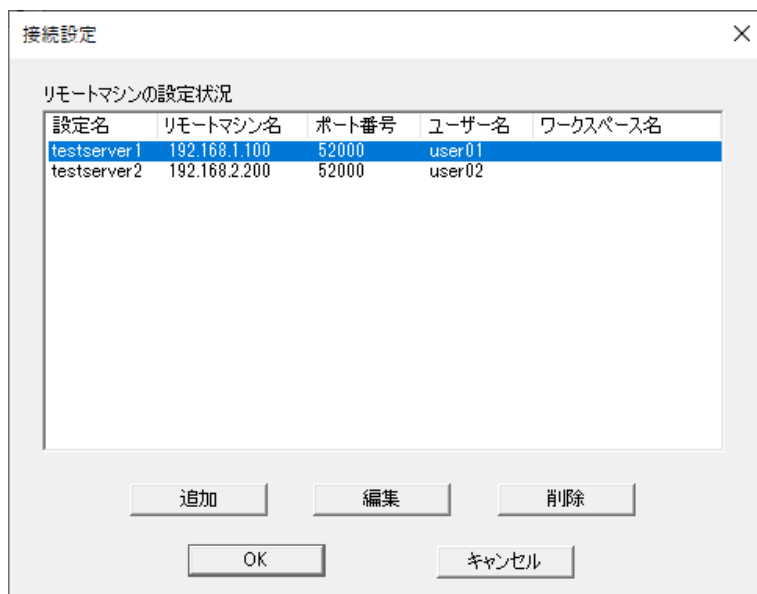 接続設定
リモートマシンの設定状況
設定名 リモートマシン名 ポート番号 ユーザー名 ワークスペース名
testserver1 192.168.1.100 52000 user01
testserver2 192.168.2.200 52000 user02
追加 編集 削除
OK キャンセル